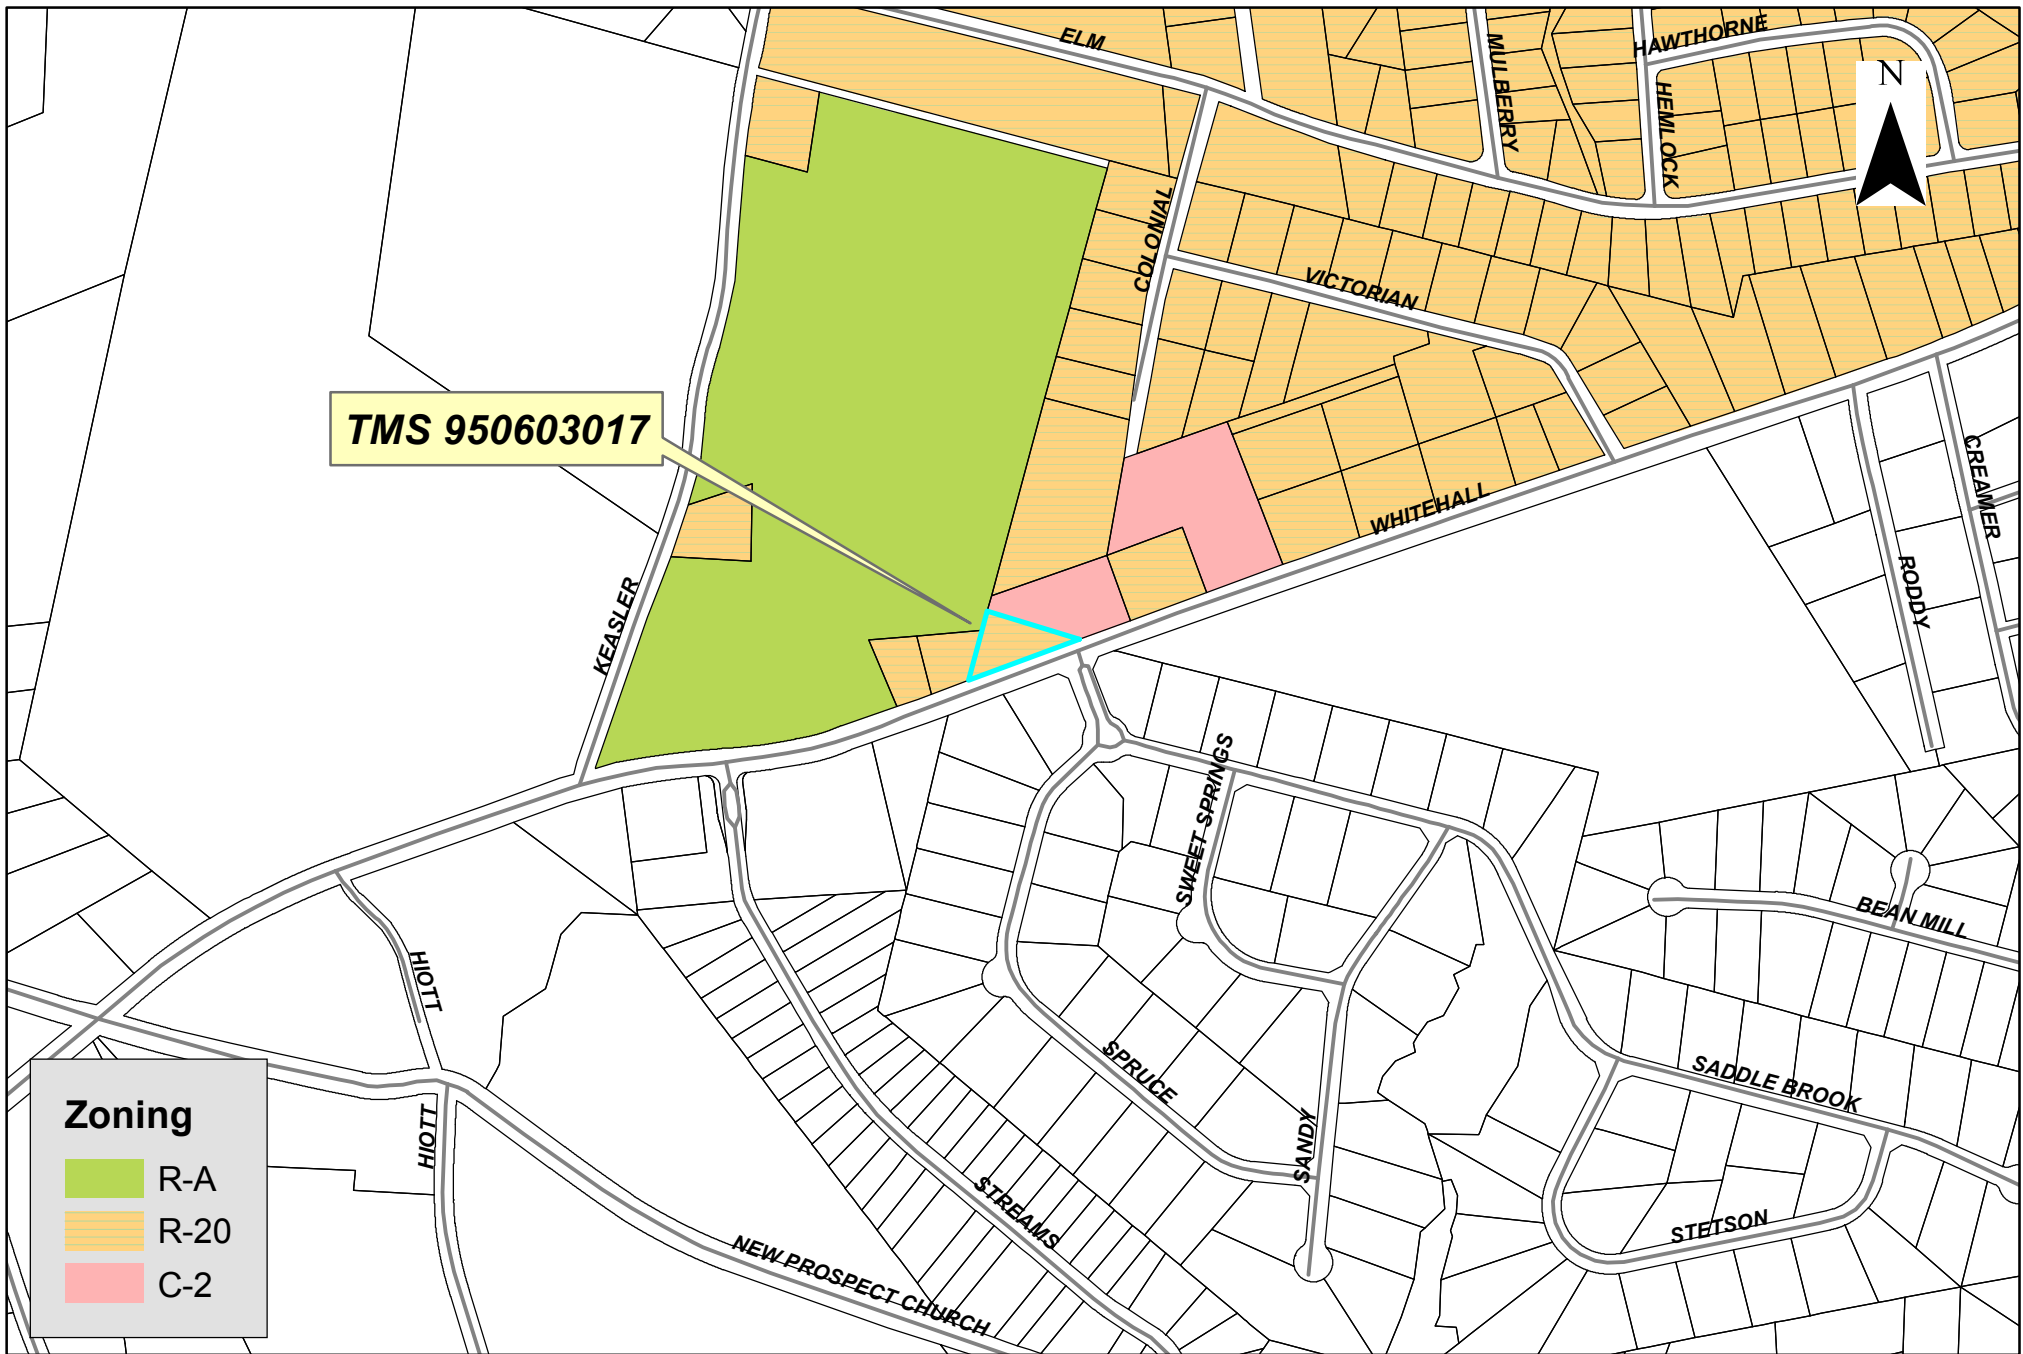 ELM
MULBERRY
HAWTHORNE
HEMLOCK
N
COLONIAL
VICTORIAN
TMS 950603017
WHITEHALL
CREAMER
RODDY
KEASLER
SWEET SPRINGS
BEAN MILL
HIOTT
SPRUCE
SADDLE BROOK
HIOTT
SANDY
STREAMS
STETSON
NEW PROSPECT CHURCH
Zoning
R-A
R-20
C-2